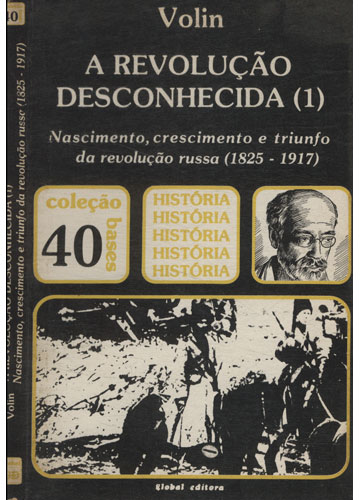 Volin
A REVOLUÇÃO
DESCONHECIDA (1)
Nascimento, crescimento e triunfo
da revolução russa (1825 - 1917)
coleção
bases
40
HISTÓRIA
HISTÓRIA
HISTÓRIA
HISTÓRIA
HISTÓRIA
global editora
40
Volin
A REVOLUÇÃO DESCONHECIDA (1)
Nascimento, crescimento e triunfo da revolução russa (1825 - 1917)